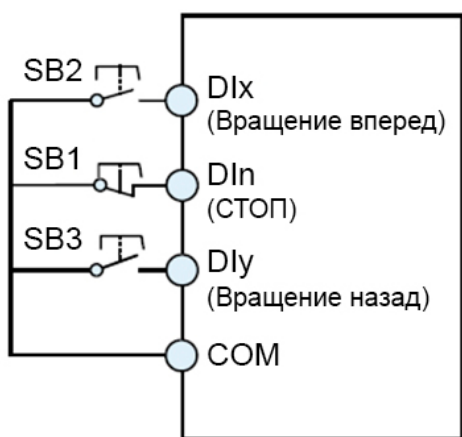 SB2
DIx
(Вращение вперед)
SB1
DIn
(СТОП)
SB3
DIy
(Вращение назад)
COM